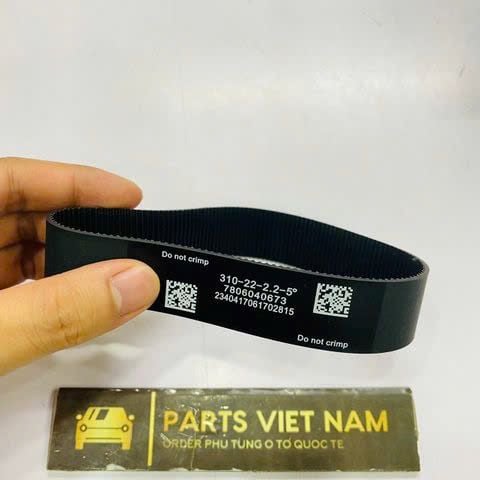 Do not crimp
310-22-2.2-5°
7806040673
2340417061702815
Do not crimp
PARTS VIET NAM
ORDER PHỤ TÙNG Ô TÔ QUỐC TẾ